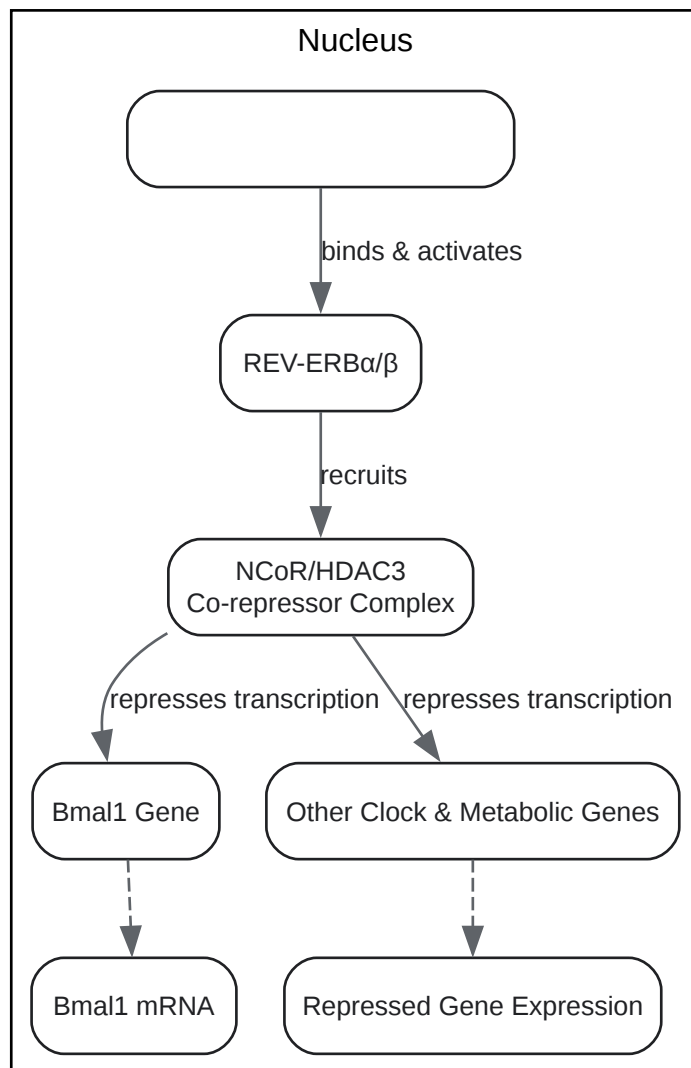 Nucleus
binds & activates
REV-ERBα/β
recruits
NCoR/HDAC3
Co-repressor Complex
represses transcription
represses transcription
Bmal1 Gene
Other Clock & Metabolic Genes
Bmal1 mRNA
Repressed Gene Expression